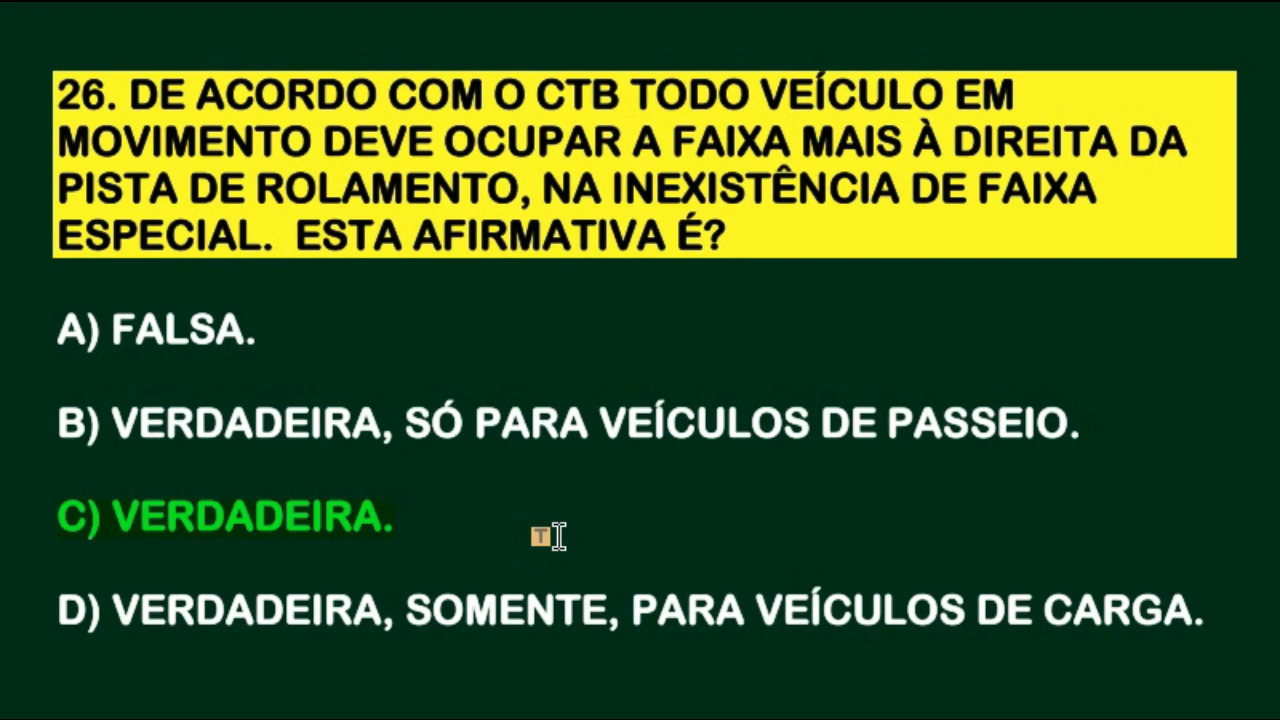 26. DE ACORDO COM O CTB TODO VEÍCULO EM
MOVIMENTO DEVE OCUPAR A FAIXA MAIS À DIREITA DA
PISTA DE ROLAMENTO, NA INEXISTÊNCIA DE FAIXA
ESPECIAL. ESTA AFIRMATIVA É?
A) FALSA.
B) VERDADEIRA, SÓ PARA VEÍCULOS DE PASSEIO.
C) VERDADEIRA.
T
D) VERDADEIRA, SOMENTE, PARA VEÍCULOS DE CARGA.